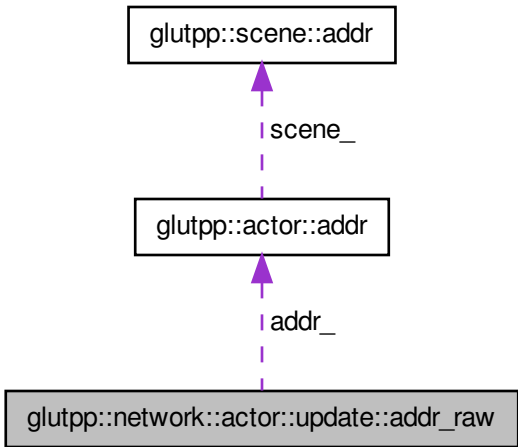 glutpp::scene::addr
scene_
glutpp::actor::addr
addr_
glutpp::network::actor::update::addr_raw